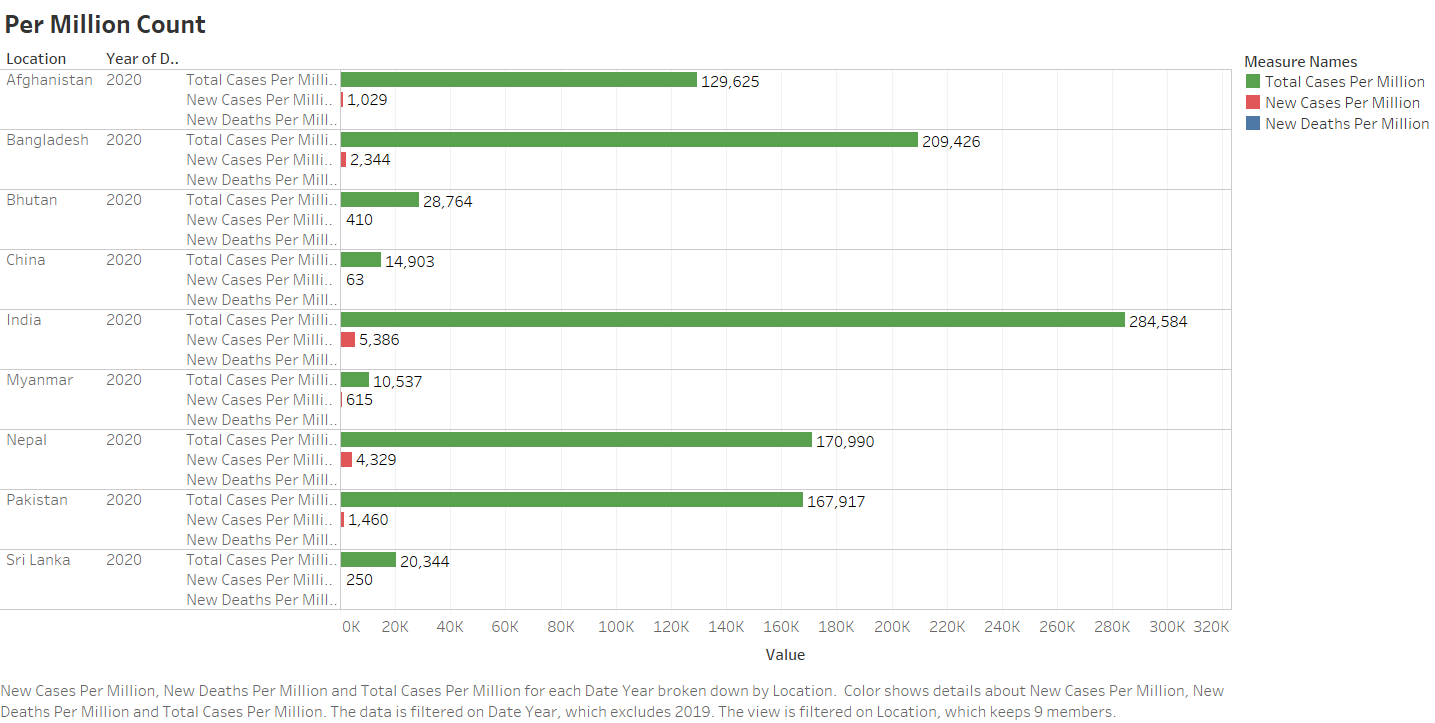 Per Million Count
Location Year of D..
Afghanistan 2020 Total Cases Per Milli.. 129,625
New Cases Per Milli.. 1,029
New Deaths Per Mill..
Bangladesh 2020 Total Cases Per Milli.. 209,426
New Cases Per Milli.. 2,344
New Deaths Per Mill..
Bhutan 2020 Total Cases Per Milli.. 28,764
New Cases Per Milli.. 410
New Deaths Per Mill..
China 2020 Total Cases Per Milli.. 14,903
New Cases Per Milli.. 63
New Deaths Per Mill..
India 2020 Total Cases Per Milli.. 284,584
New Cases Per Milli.. 5,386
New Deaths Per Mill..
Myanmar 2020 Total Cases Per Milli.. 10,537
New Cases Per Milli.. 615
New Deaths Per Mill..
Nepal 2020 Total Cases Per Milli.. 170,990
New Cases Per Milli.. 4,329
New Deaths Per Mill..
Pakistan 2020 Total Cases Per Milli.. 167,917
New Cases Per Milli.. 1,460
New Deaths Per Mill..
Sri Lanka 2020 Total Cases Per Milli.. 20,344
New Cases Per Milli.. 250
New Deaths Per Mill..
0K 20K 40K 60K 80K 100K 120K 140K 160K 180K 200K 220K 240K 260K 280K 300K 320K
Value
Measure Names
Total Cases Per Million
New Cases Per Million
New Deaths Per Million
New Cases Per Million, New Deaths Per Million and Total Cases Per Million for each Date Year broken down by Location. Color shows details about New Cases Per Million, New
Deaths Per Million and Total Cases Per Million. The data is filtered on Date Year, which excludes 2019. The view is filtered on Location, which keeps 9 members.